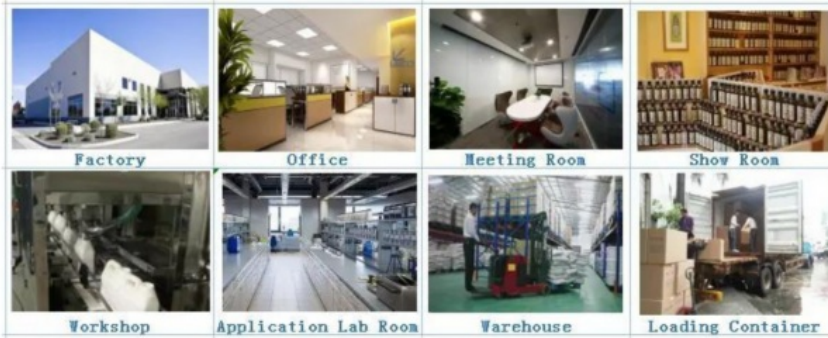 Factory
Office
Meeting Room
Show Room
Workshop
Application Lab Room
Warehouse
Loading Container